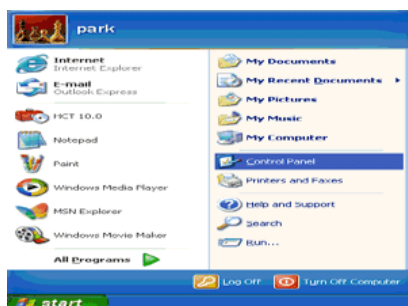 park
Internet
Internet Explorer
E-mail
Outlook Express
HCT 10.0
Notepad
Paint
Windows Media Player
MSN Explorer
Windows Movie Maker
All Programs
My Documents
My Recent Documents
My Pictures
My Music
My Computer
Control Panel
Printers and Faxes
Help and Support
Search
Run...
Log Off
Turn Off Computer
start